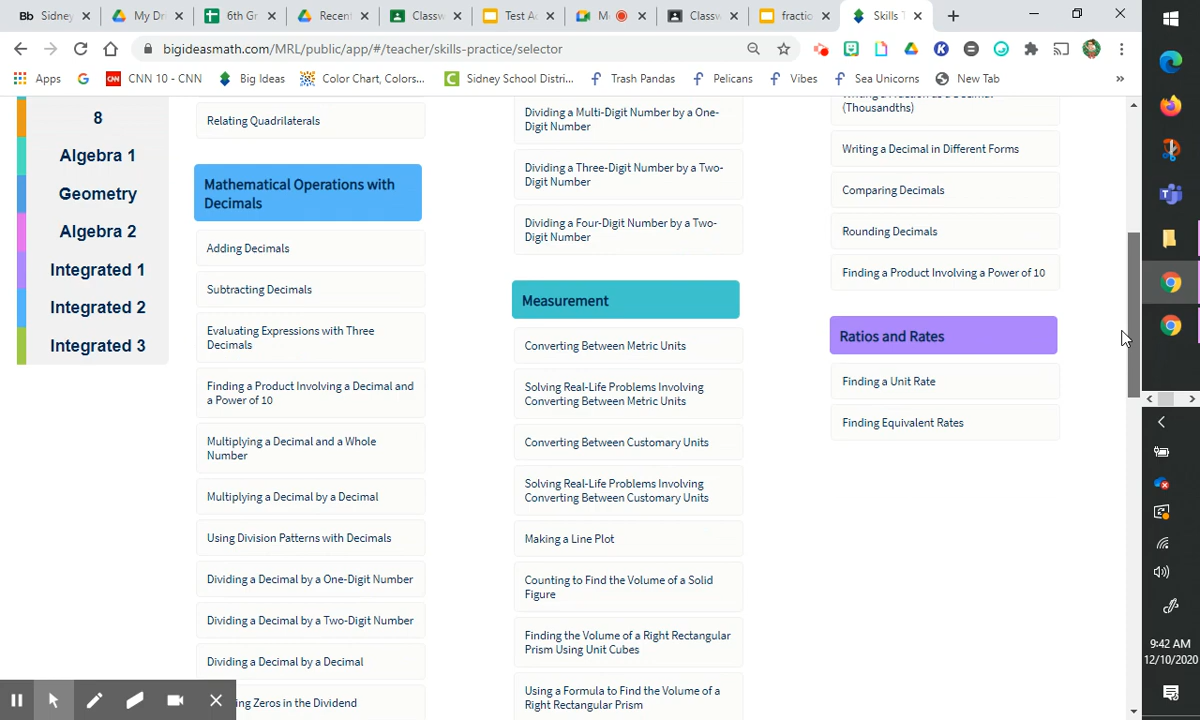 Sidney
My Dri
6th Gr
Recent
Classw
Test A
M
Classw
fractio
Skills T
bigideasmath.com/MRL/public/app/#/teacher/skills-practice/selector
Apps
CNN 10 - CNN
Big Ideas
Color Chart, Colors...
Sidney School Distri...
Trash Pandas
Pelicans
Vibes
Sea Unicorns
New Tab
»
8
Algebra 1
Geometry
Algebra 2
Integrated 1
Integrated 2
Integrated 3
Relating Quadrilaterals
Mathematical Operations with
Decimals
Adding Decimals
Subtracting Decimals
Evaluating Expressions with Three
Decimals
Finding a Product Involving a Decimal and
a Power of 10
Multiplying a Decimal and a Whole
Number
Multiplying a Decimal by a Decimal
Using Division Patterns with Decimals
Dividing a Decimal by a One-Digit Number
Dividing a Decimal by a Two-Digit Number
Dividing a Decimal by a Decimal
ing Zeros in the Dividend
Dividing a Multi-Digit Number by a One-
Digit Number
Dividing a Three-Digit Number by a Two-
Digit Number
Dividing a Four-Digit Number by a Two-
Digit Number
Measurement
Converting Between Metric Units
Solving Real-Life Problems Involving
Converting Between Metric Units
Converting Between Customary Units
Solving Real-Life Problems Involving
Converting Between Customary Units
Making a Line Plot
Counting to Find the Volume of a Solid
Figure
Finding the Volume of a Right Rectangular
Prism Using Unit Cubes
Using a Formula to Find the Volume of a
Right Rectangular Prism
Writing a Fraction as a Decimal
(Thousandths)
Writing a Decimal in Different Forms
Comparing Decimals
Rounding Decimals
Finding a Product Involving a Power of 10
Ratios and Rates
Finding a Unit Rate
Finding Equivalent Rates
9:42 AM
12/10/2020